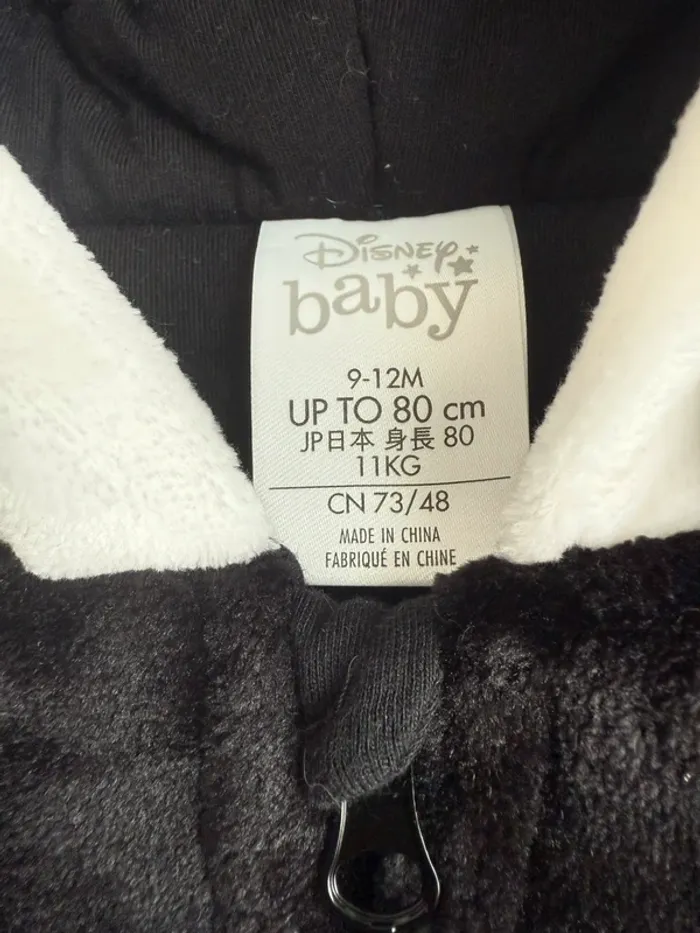 Disney
baby
9-12M
UP TO 80 cm
JP日本 身長 80
11KG
CN 73/48
MADE IN CHINA
FABRIQUÉ EN CHINE